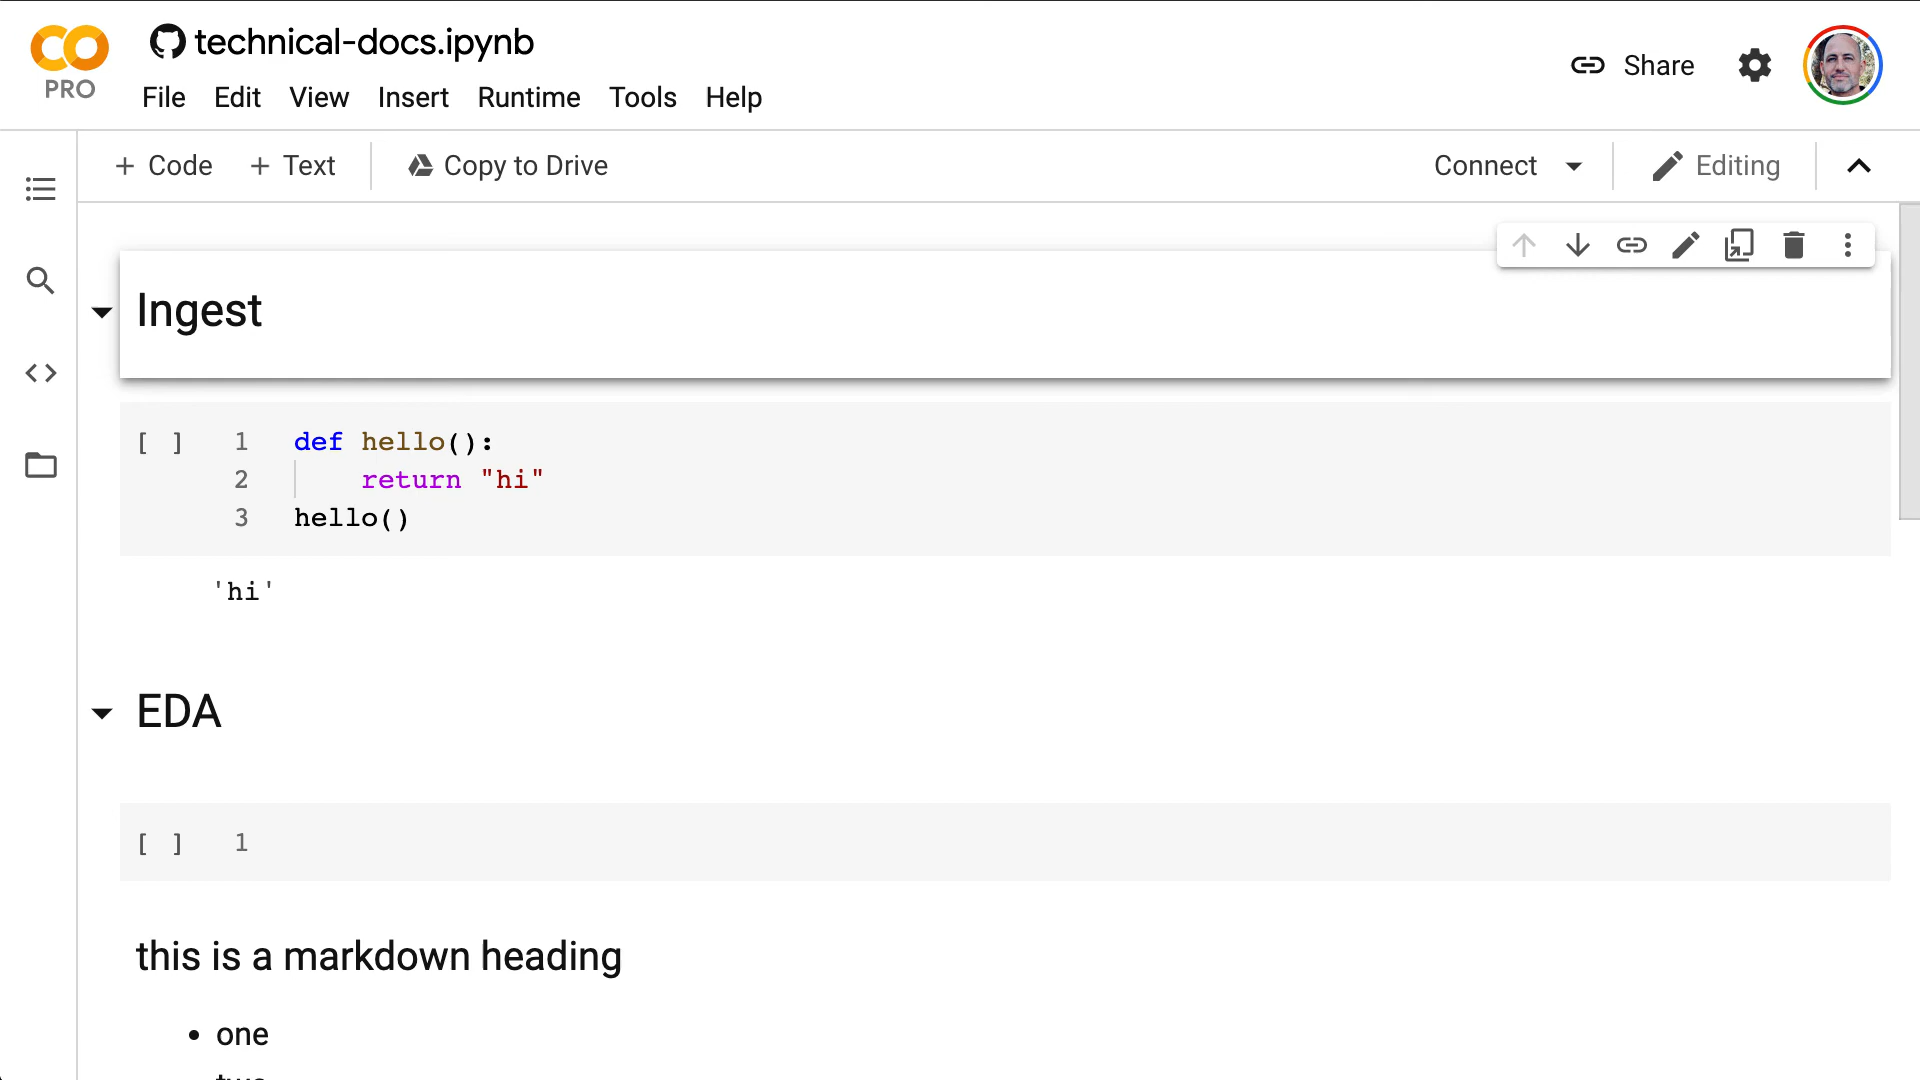 technical-docs.ipynb
PRO
File Edit View Insert Runtime Tools Help
Share
+ Code + Text Copy to Drive Connect Editing
Ingest
[ ] 1 def hello():
2 return "hi"
3 hello()
'hi'
EDA
[ ] 1
this is a markdown heading
• one